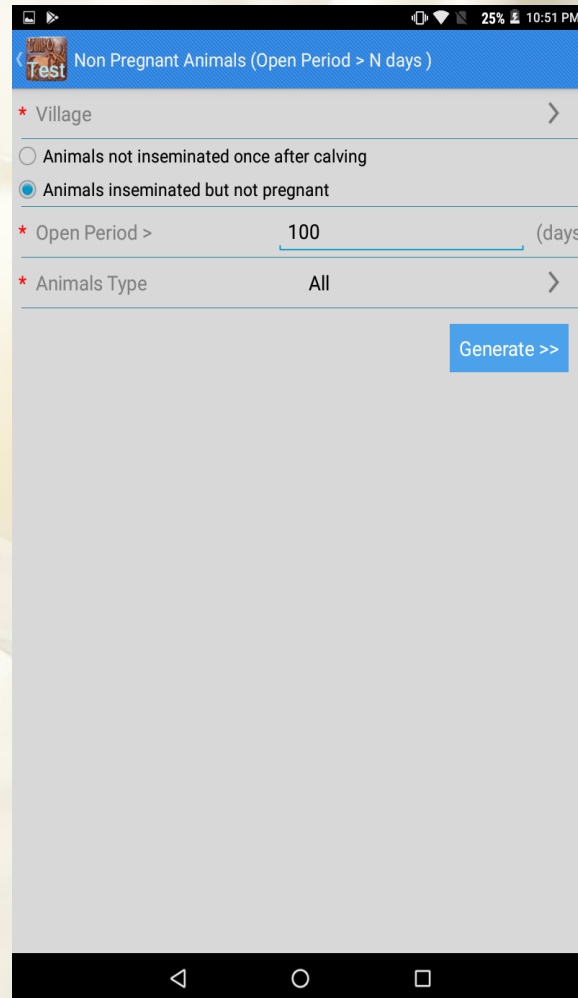 25% 10:51 PM
Test Non Pregnant Animals (Open Period > N days )
* Village
Animals not inseminated once after calving
Animals inseminated but not pregnant
* Open Period > 100 (days
* Animals Type All
Generate >>